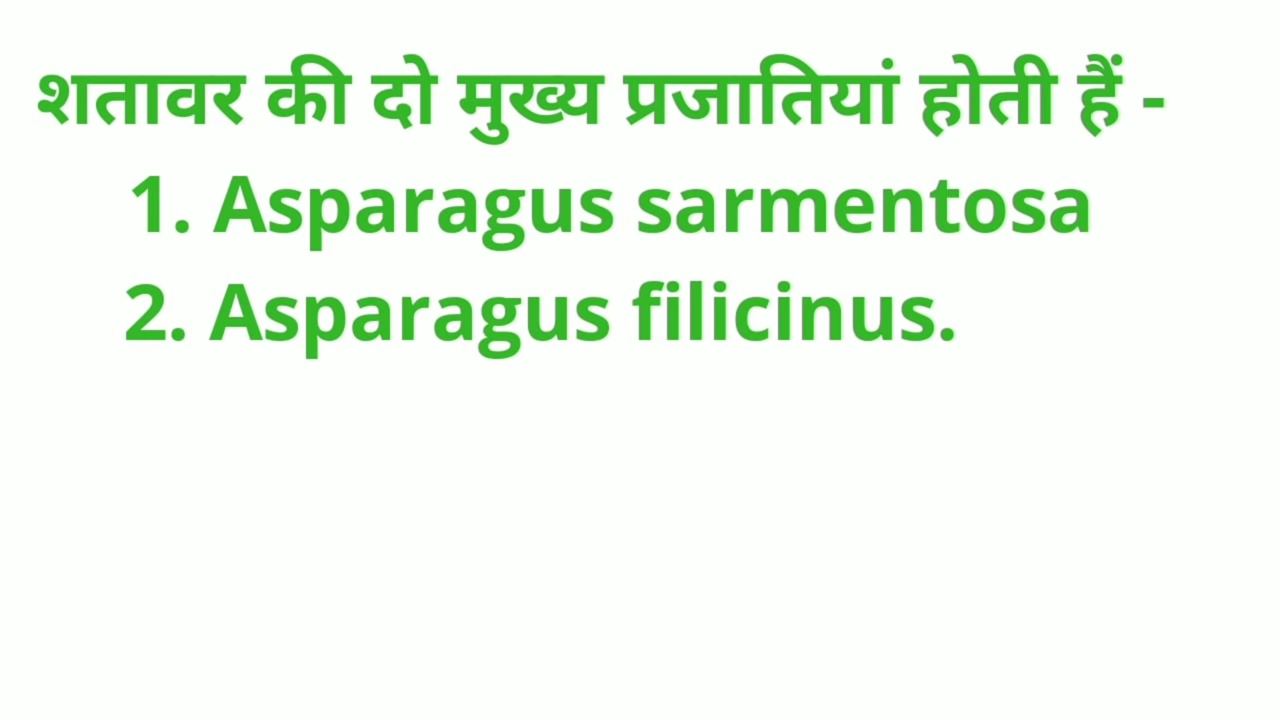 शतावर की दो मुख्य प्रजातियां होती हैं -
1. Asparagus sarmentosa
2. Asparagus filicinus.